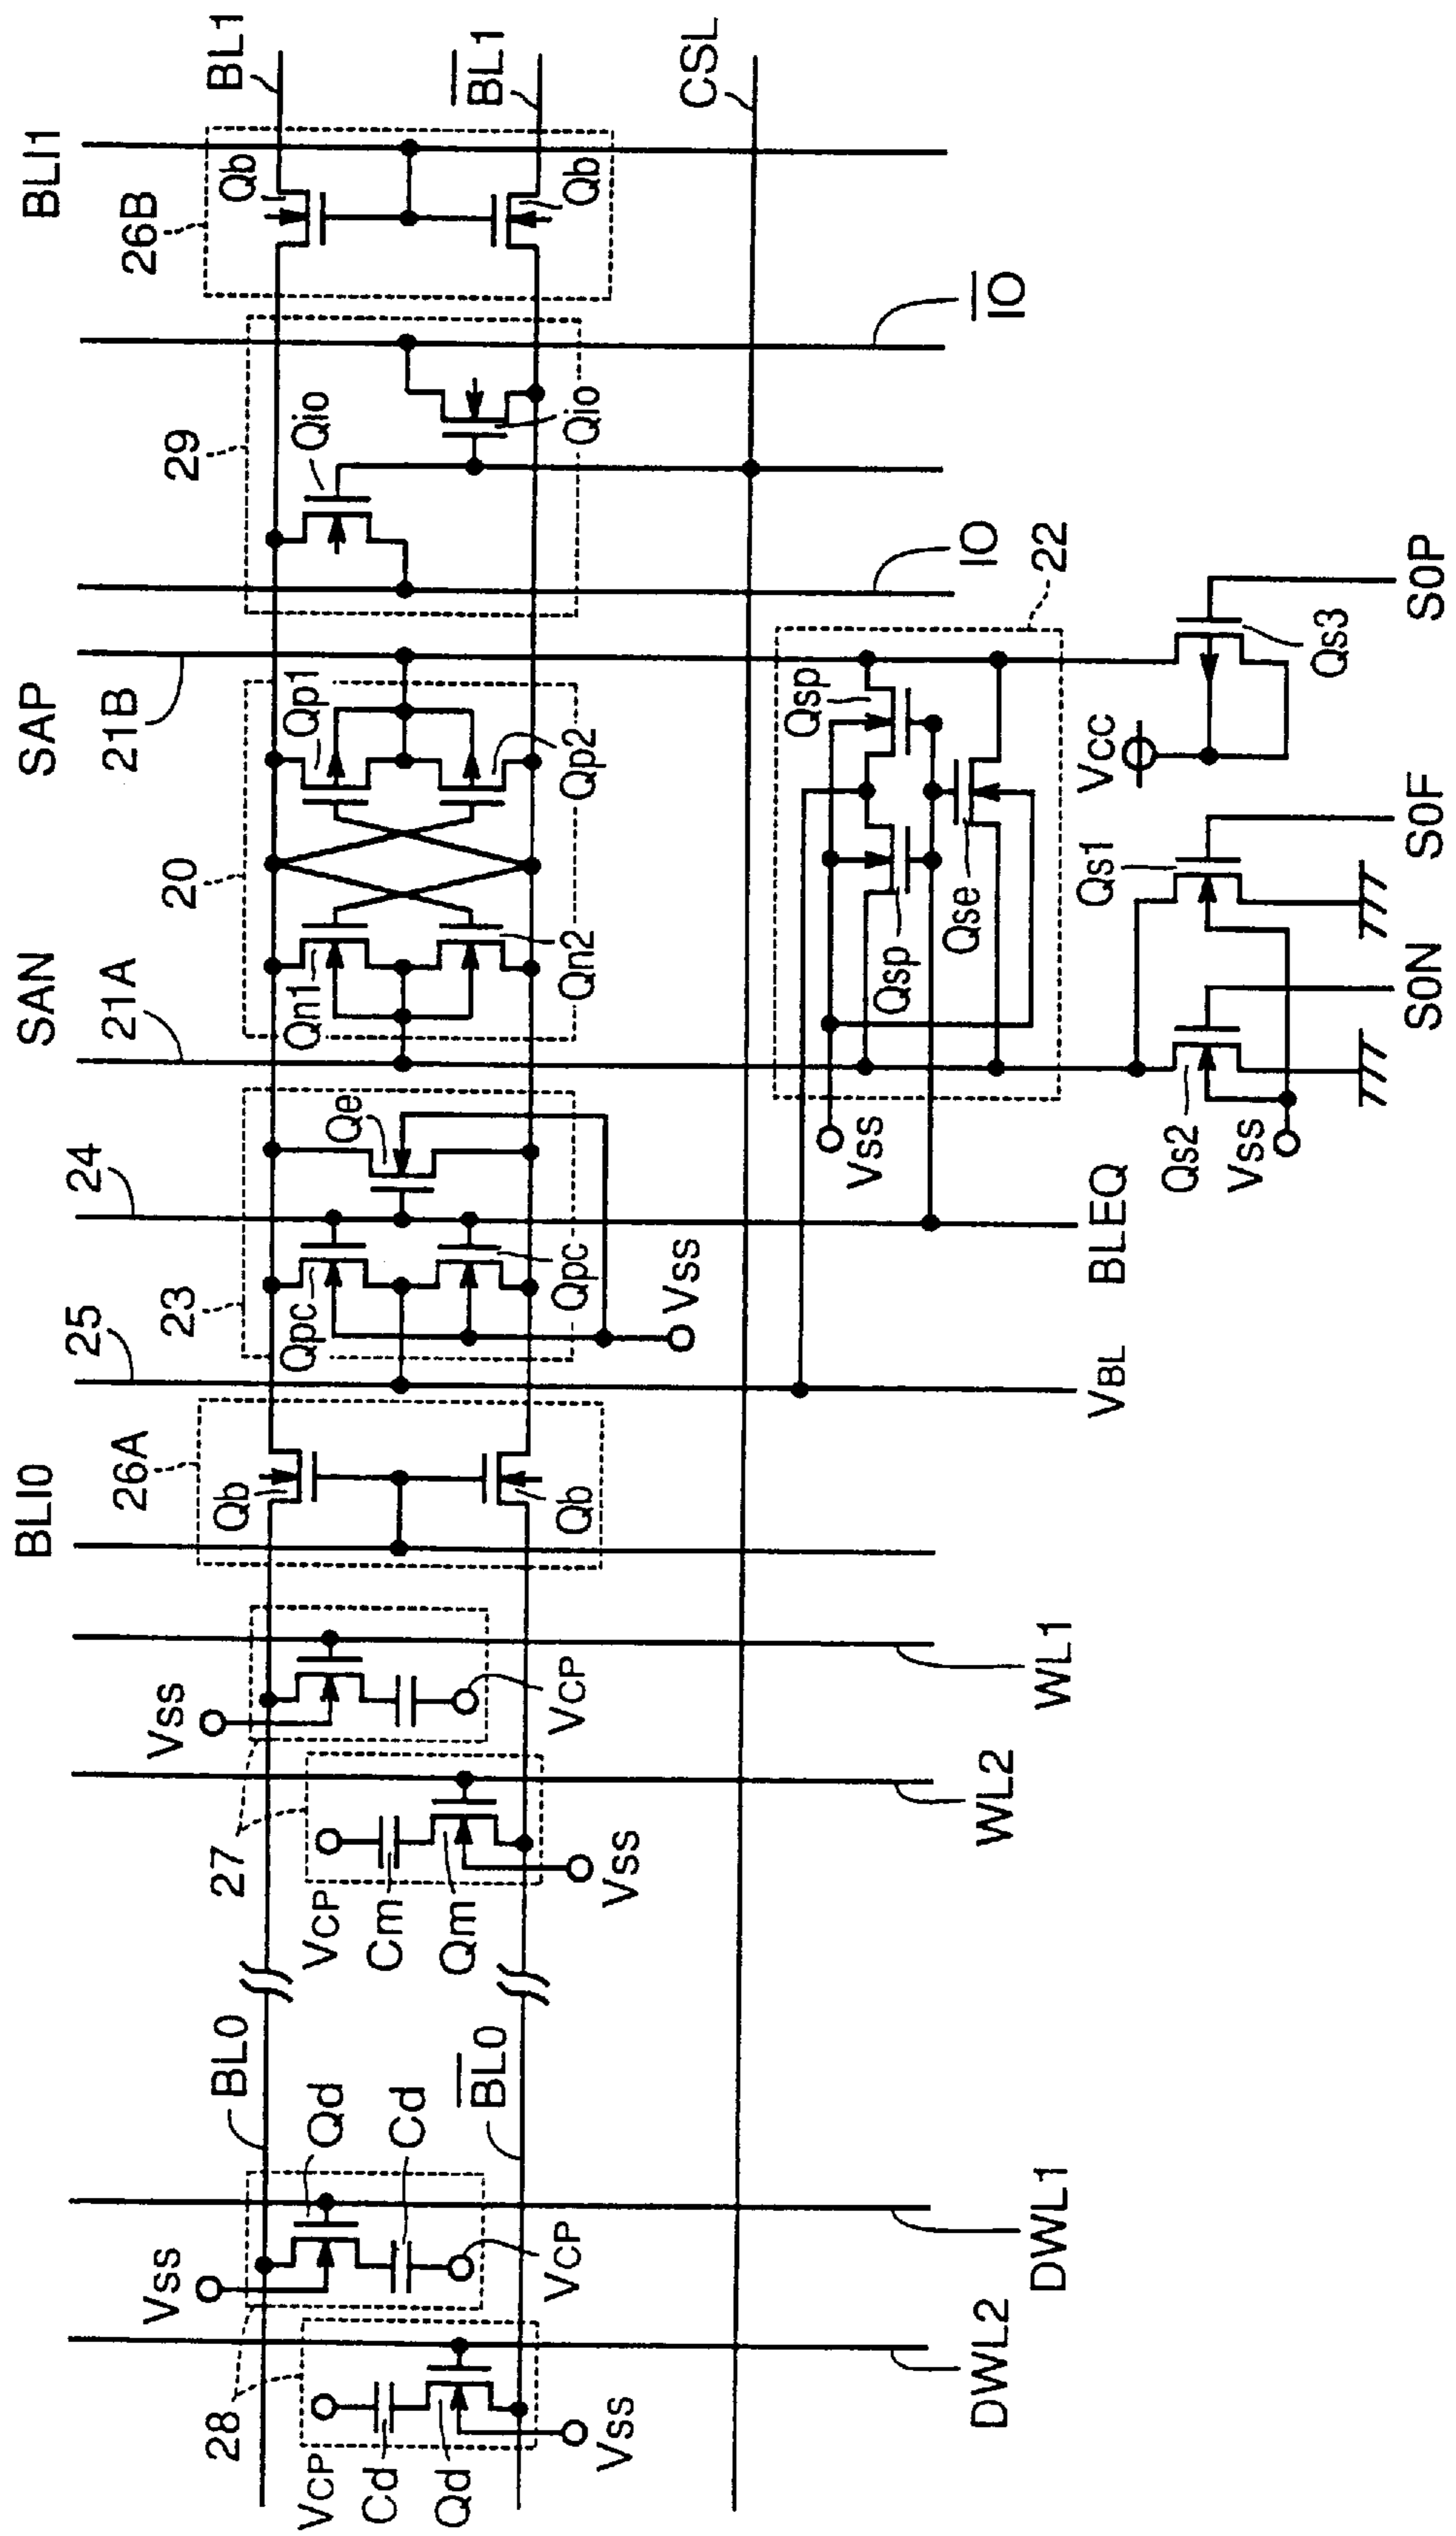 BLI0
SAN
SAP
BLI1
26A
25
24
21A
21B
29
26B
BL1
28
27
23
20
BL0
Vss
Vss
Qb
Qpc
Qe
Qn1
Qp1
Qio
Qb
VCP
Cd
Qd
Qd
Cd
VCP
Cm
Qm
VCP
Qb
Qpc
Qn2
Qp2
Qio
Qb
BL1
BL0
VCP
Vss
Vss
Vss
CSL
Qsp
Qsp
Qse
22
IO
IO
Vss
DWL2
DWL1
WL2
WL1
VBL
BLEQ
Qs2
Vss
Qs1
Vcc
Qs3
S0N
S0F
S0P